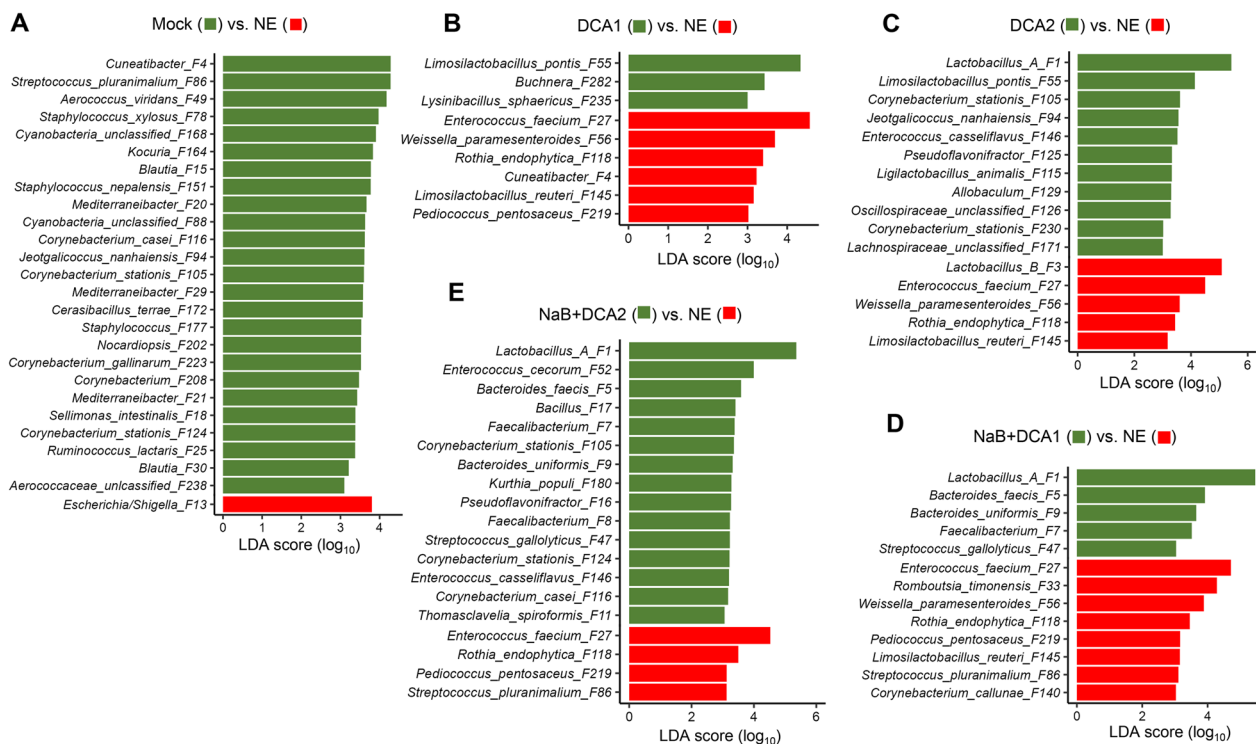 A
Mock ( ) vs. NE ( )
Cuneatibacter_F4
Streptococcus_pluranimalium_F86
Aerococcus_viridans_F49
Staphylococcus_xylosus_F78
Cyanobacteria_unclassified_F168
Kocuria_F164
Blautia_F15
Staphylococcus_nepalensis_F151
Mediterraneibacter_F20
Cyanobacteria_unclassified_F88
Corynebacterium_casei_F116
Jeotgalicoccus_nanhaiensis_F94
Corynebacterium_stationis_F105
Mediterraneibacter_F29
Cerasibacillus_terrae_F172
Staphylococcus_F177
Nocardiopsis_F202
Corynebacterium_gallinarum_F223
Corynebacterium_F208
Mediterraneibacter_F21
Sellimonas_intestinalis_F18
Corynebacterium_stationis_F124
Ruminococcus_lactaris_F25
Blautia_F30
Aerococcaceae_unlcassified_F238
Escherichia/Shigella_F13
0 1 2 3 4
LDA score (log10)
B
DCA1 ( ) vs. NE ( )
Limosilactobacillus_pontis_F55
Buchnera_F282
Lysinibacillus_sphaericus_F235
Enterococcus_faecium_F27
Weissella_paramesenteroides_F56
Rothia_endophytica_F118
Cuneatibacter_F4
Limosilactobacillus_reuteri_F145
Pediococcus_pentosaceus_F219
0 1 2 3 4
LDA score (log10)
C
DCA2 ( ) vs. NE ( )
Lactobacillus_A_F1
Limosilactobacillus_pontis_F55
Corynebacterium_stationis_F105
Jeotgalicoccus_nanhaiensis_F94
Enterococcus_casseliflavus_F146
Pseudoflavonifractor_F125
Ligilactobacillus_animalis_F115
Allobaculum_F129
Oscillospiraceae_unclassified_F126
Corynebacterium_stationis_F230
Lachnospiraceae_unclassified_F171
Lactobacillus_B_F3
Enterococcus_faecium_F27
Weissella_paramesenteroides_F56
Rothia_endophytica_F118
Limosilactobacillus_reuteri_F145
0 2 4 6
LDA score (log10)
E
NaB+DCA2 ( ) vs. NE ( )
Lactobacillus_A_F1
Enterococcus_cecorum_F52
Bacteroides_faecis_F5
Bacillus_F17
Faecalibacterium_F7
Corynebacterium_stationis_F105
Bacteroides_uniformis_F9
Kurthia_populi_F180
Pseudoflavonifractor_F16
Faecalibacterium_F8
Streptococcus_gallolyticus_F47
Corynebacterium_stationis_F124
Enterococcus_casseliflavus_F146
Corynebacterium_casei_F116
Thomasclavelia_spiroformis_F11
Enterococcus_faecium_F27
Rothia_endophytica_F118
Pediococcus_pentosaceus_F219
Streptococcus_pluranimalium_F86
0 2 4 6
LDA score (log10)
D
NaB+DCA1 ( ) vs. NE ( )
Lactobacillus_A_F1
Bacteroides_faecis_F5
Bacteroides_uniformis_F9
Faecalibacterium_F7
Streptococcus_gallolyticus_F47
Enterococcus_faecium_F27
Romboutsia_timonensis_F33
Weissella_paramesenteroides_F56
Rothia_endophytica_F118
Pediococcus_pentosaceus_F219
Limosilactobacillus_reuteri_F145
Streptococcus_pluranimalium_F86
Corynebacterium_callunae_F140
0 2 4
LDA score (log10)